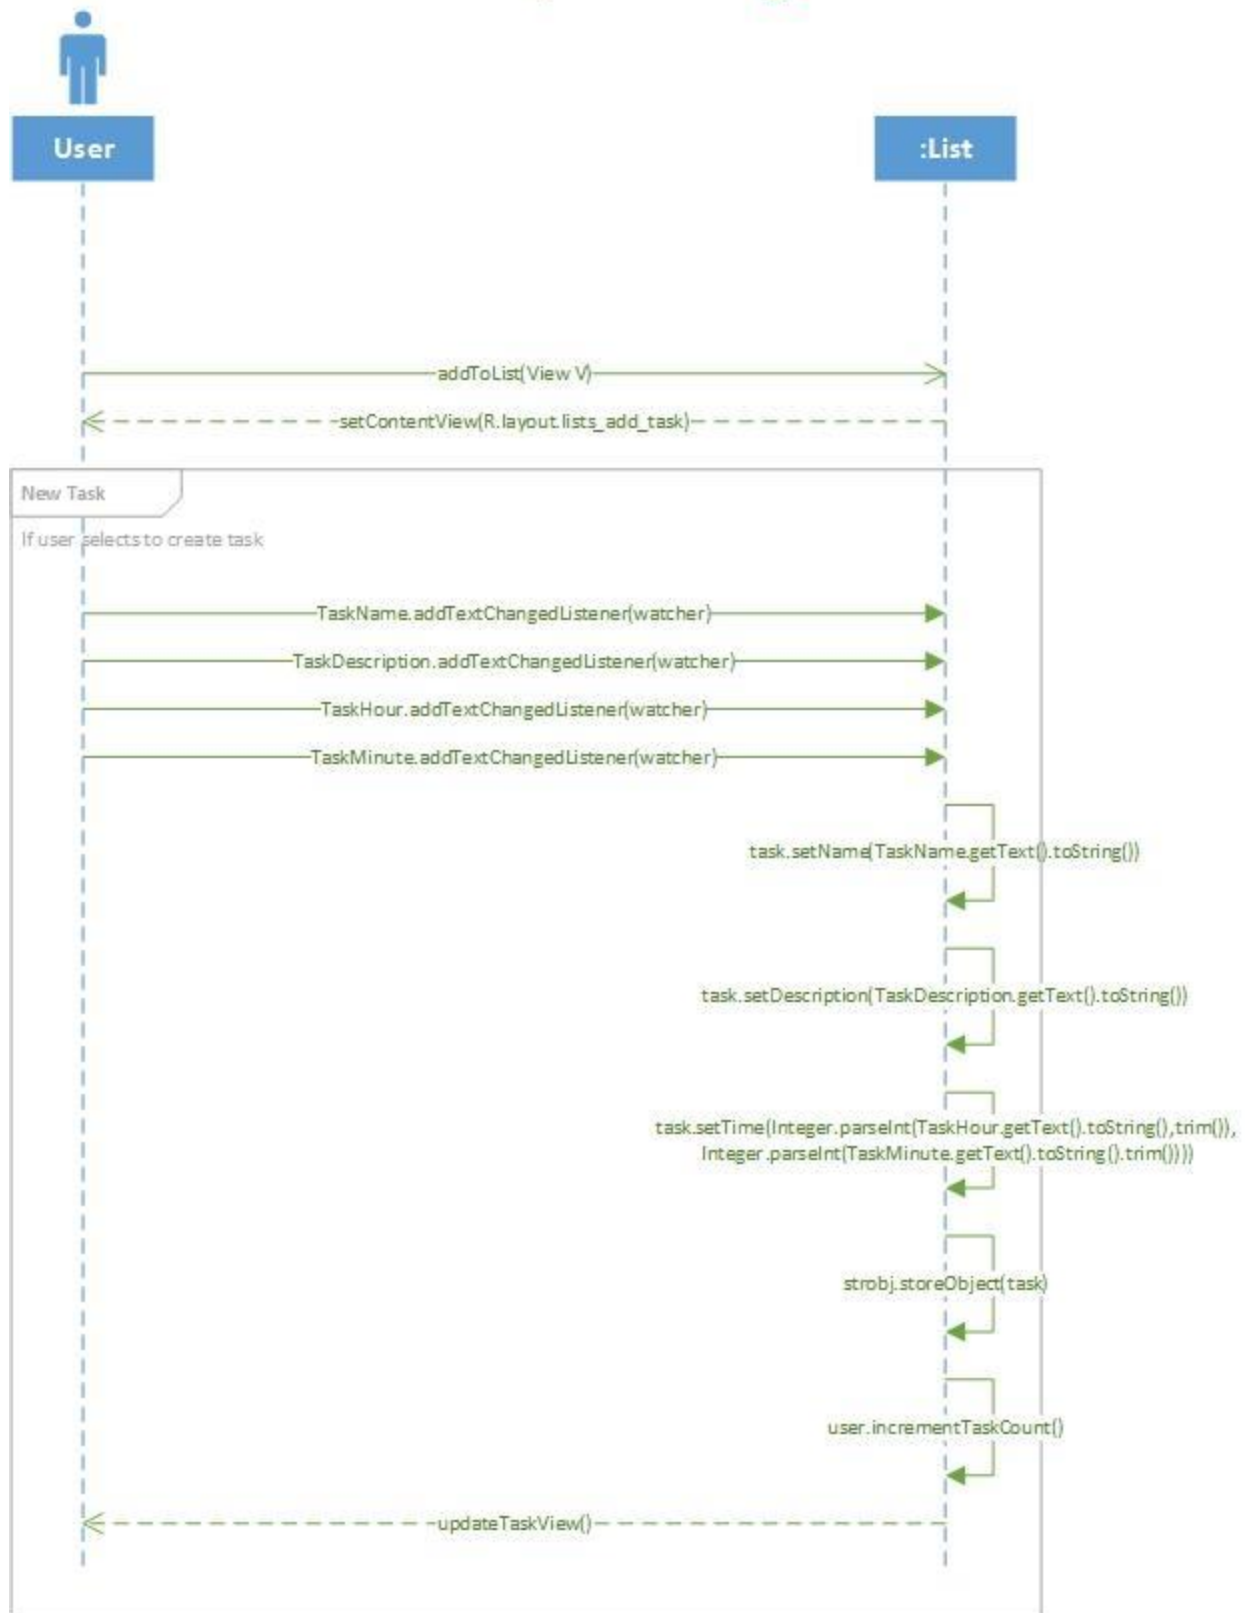 User
:List
addToList(View V)
setContentView(R.layout.lists_add_task)
New Task
If user selects to create task
TaskName.addTextChangedListener(watcher)
TaskDescription.addTextChangedListener(watcher)
TaskHour.addTextChangedListener(watcher)
TaskMinute.addTextChangedListener(watcher)
task.setName(TaskName.getText().toString())
task.setDescription(TaskDescription.getText().toString())
task.setTime(Integer.parseInt(TaskHour.getText().toString(),trim()),
Integer.parseInt(TaskMinute.getText().toString().trim())))
strobj.storeObject(task)
user.incrementTaskCount()
updateTaskView()